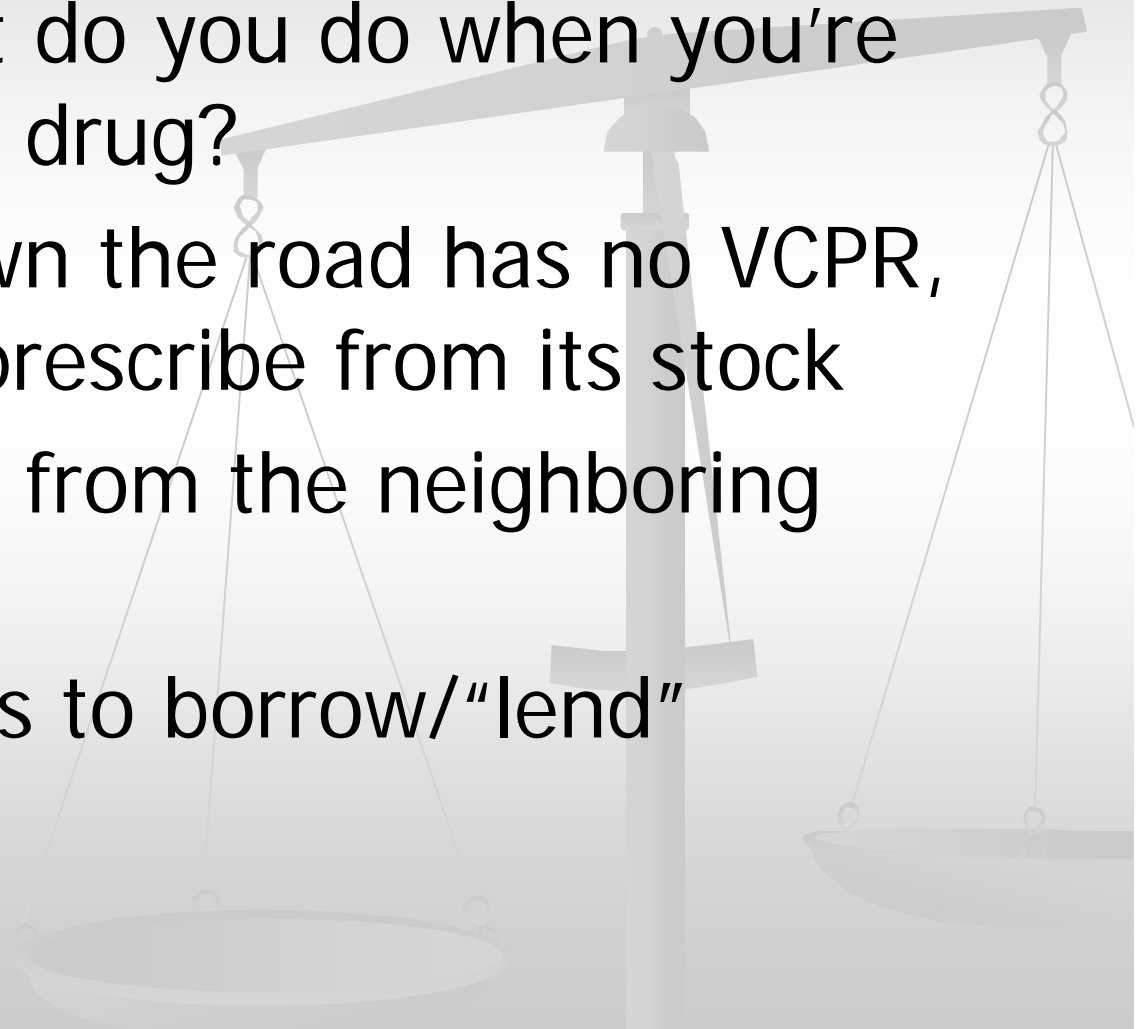 do you do when you're
drug?
the road has no VCPR,
prescribe from its stock
from the neighboring
to borrow/“lend”